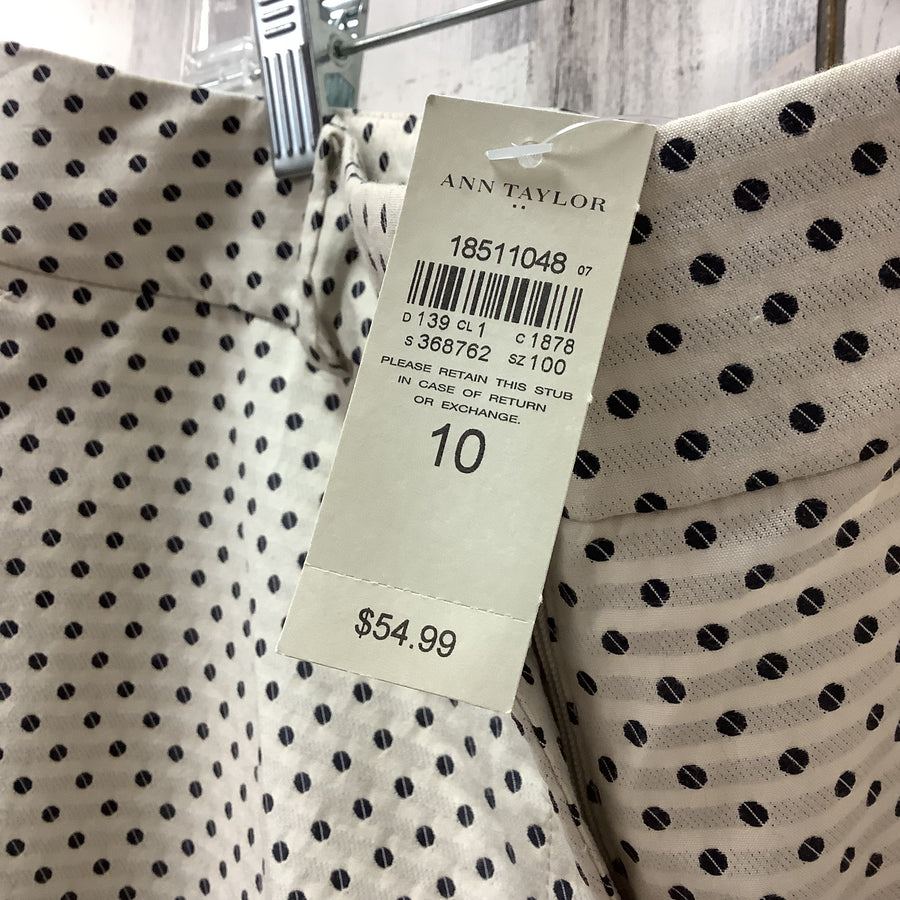 ANN TAYLOR
18511048 07
D 139 CL 1 C 1878
S 368762 SZ 100
PLEASE RETAIN THIS STUB
IN CASE OF RETURN
OR EXCHANGE.
10
$54.99